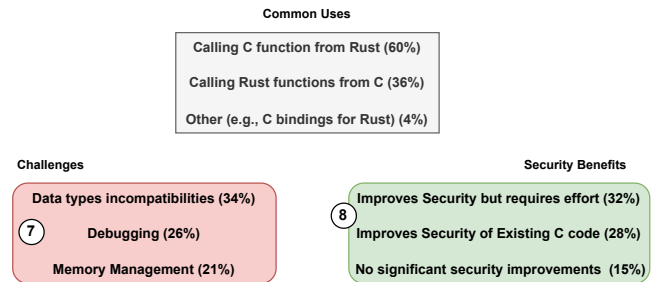 Common Uses
Calling C function from Rust (60%)
Calling Rust functions from C (36%)
Other (e.g., C bindings for Rust) (4%)
Challenges
Data types incompatibilities (34%)
7
Debugging (26%)
Memory Management (21%)
Security Benefits
Improves Security but requires effort (32%)
8
Improves Security of Existing C code (28%)
No significant security improvements (15%)